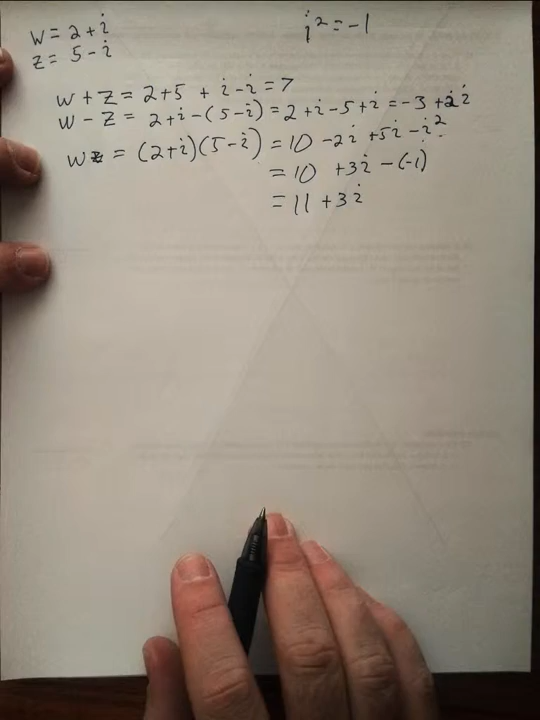 w = 2 + i
i² = -1
z = 5 - i
w + z = 2 + 5 + i - i = 7
w - z = 2 + i - (5 - i) = 2 + i - 5 + i = -3 + 2i
wz = (2+i)(5-i) = 10 - 2i + 5i - i²
= 10 + 3i - (-1)
= 11 + 3i